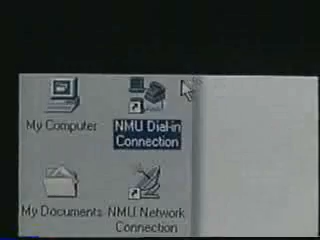 My Computer
NMU Dial-in
Connection
My Documents
NMU Network
Connection